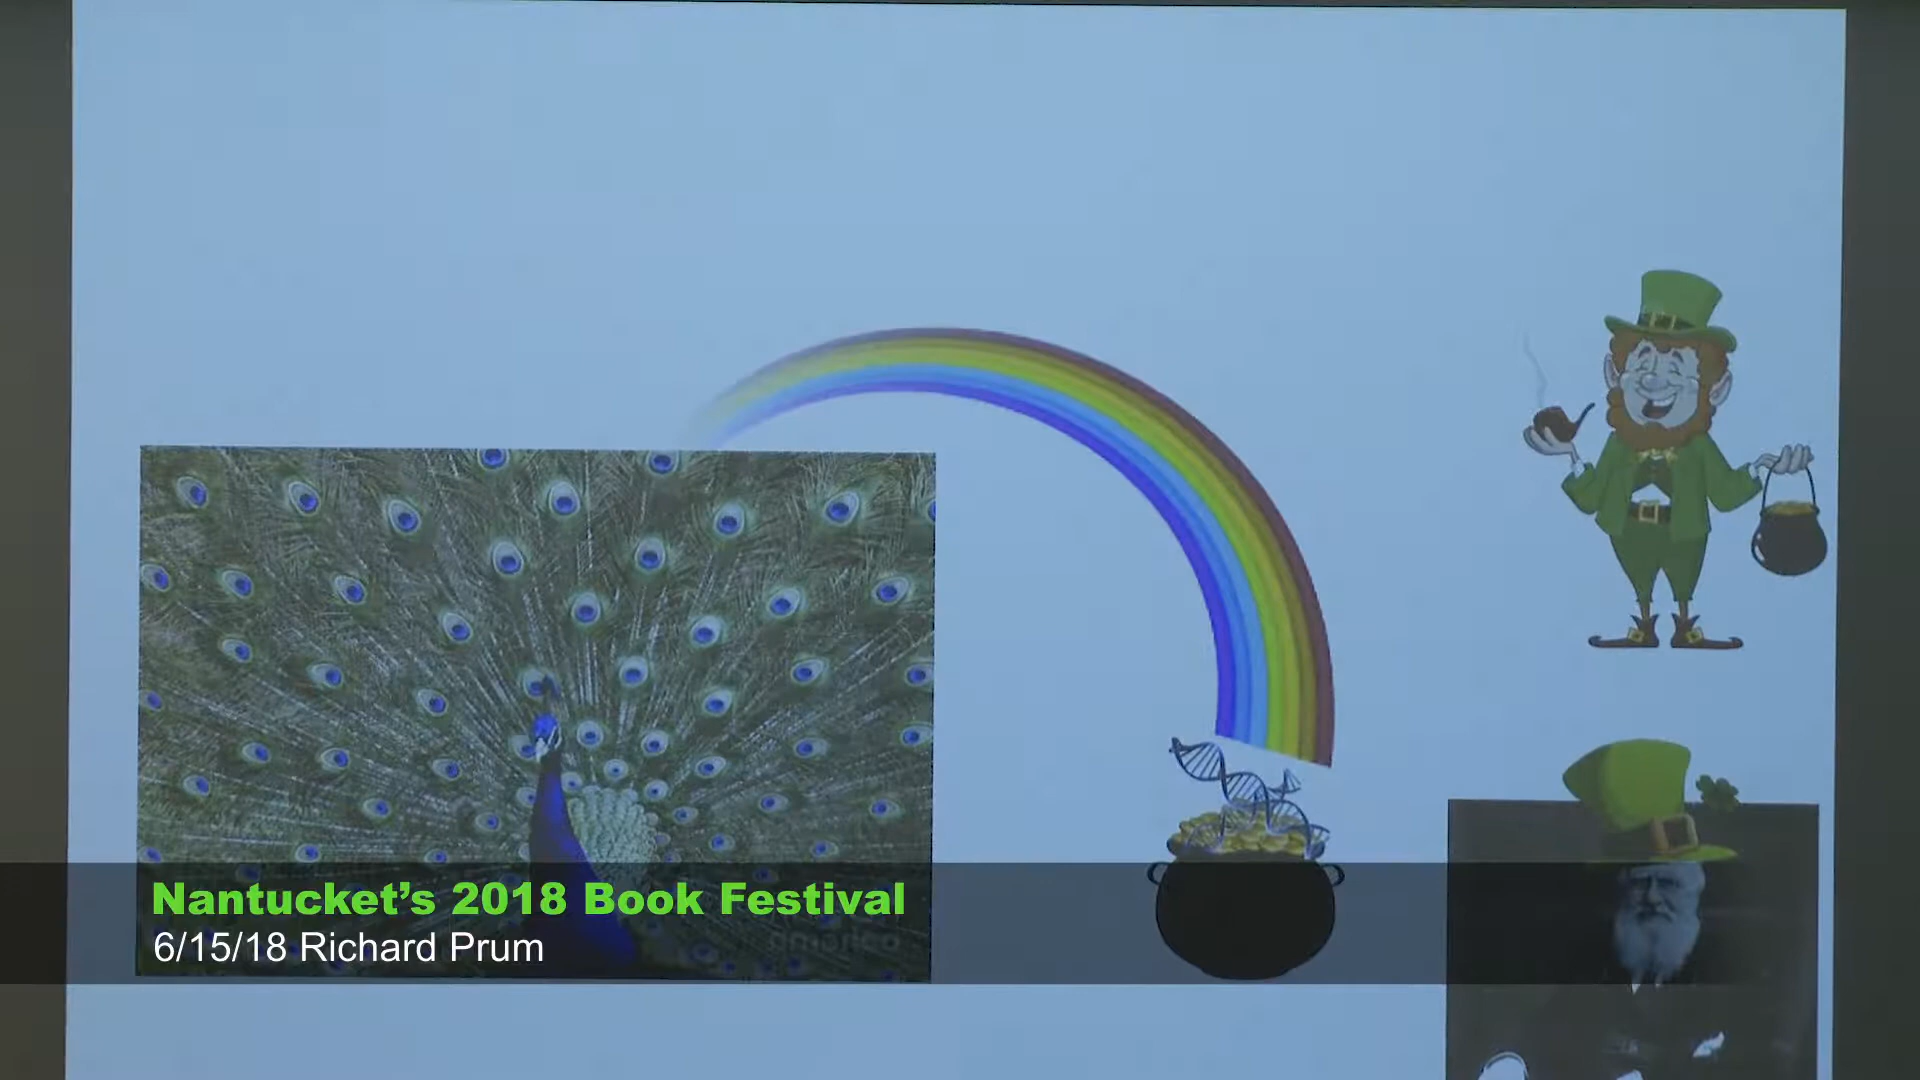 Nantucket’s 2018 Book Festival
6/15/18 Richard Prum